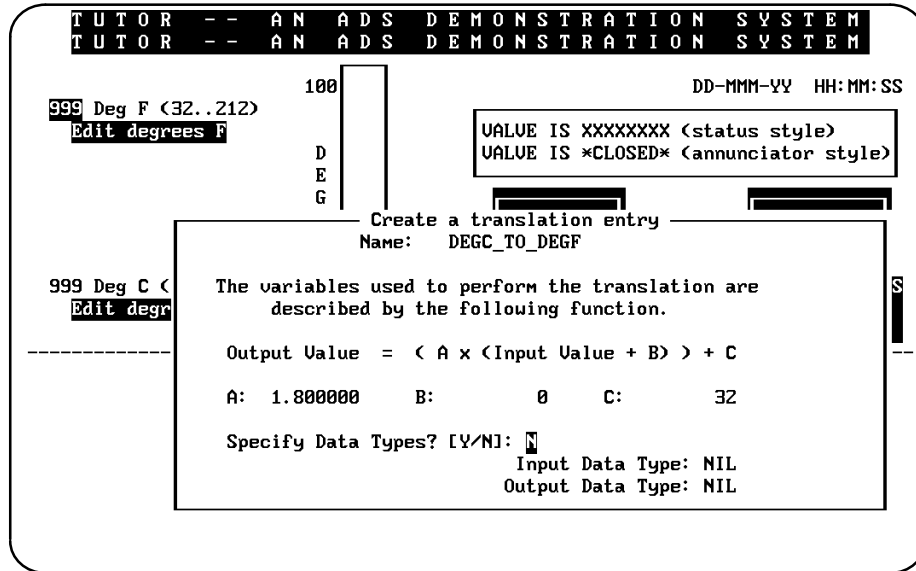 T U T O R -- A N A D S D E M O N S T R A T I O N S Y S T E M
T U T O R -- A N A D S D E M O N S T R A T I O N S Y S T E M
100
DD-MMM-YY HH:MM:SS
999 Deg F (32..212)
Edit degrees F
VALUE IS XXXXXXXX (status style)
VALUE IS *CLOSED* (annunciator style)
D
E
G
Create a translation entry
Name: DEGC_TO_DEGF
999 Deg C (
Edit degr
S
The variables used to perform the translation are
described by the following function.
Output Value = ( A x (Input Value + B) ) + C
A: 1.800000 B: 0 C: 32
Specify Data Types? [Y/N]: N
Input Data Type: NIL
Output Data Type: NIL